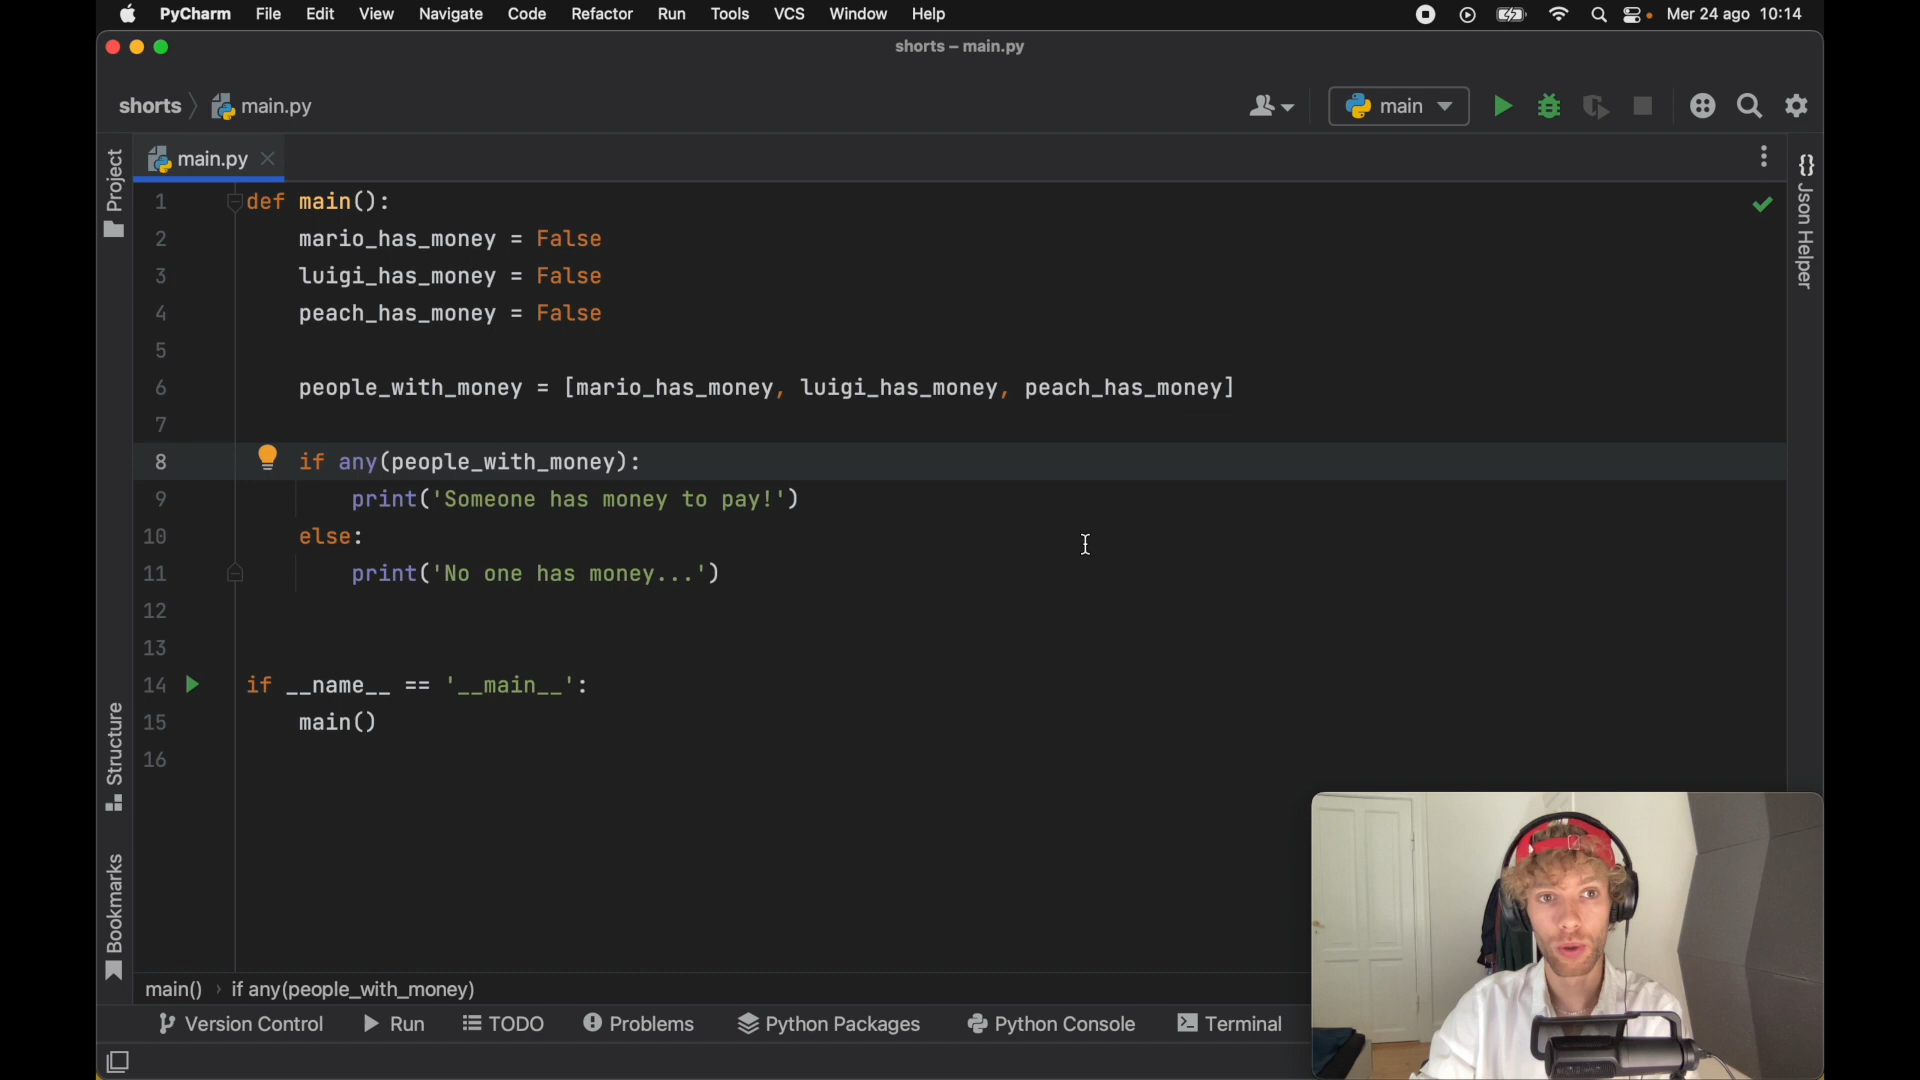 PyCharm File Edit View Navigate Code Refactor Run Tools VCS Window Help Mer 24 ago 10:14
shorts – main.py
shorts main.py main
main.py
Project
Json Helper
1 def main():
2 mario_has_money = False
3 luigi_has_money = False
4 peach_has_money = False
5
6 people_with_money = [mario_has_money, luigi_has_money, peach_has_money]
7
8 if any(people_with_money):
9 print('Someone has money to pay!')
10 else:
11 print('No one has money...')
12
13
14 if __name__ == '__main__':
15 main()
16
Structure
Bookmarks
main() › if any(people_with_money)
Version Control Run TODO Problems Python Packages Python Console Terminal